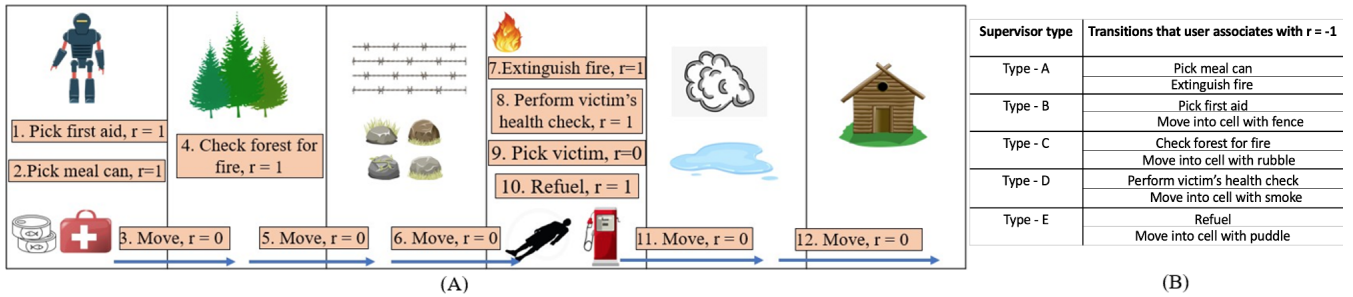 1. Pick first aid, r = 1
2.Pick meal can, r=1
3. Move, r = 0
4. Check forest for
fire, r = 1
5. Move, r = 0
6. Move, r = 0
7.Extinguish fire, r=1
8. Perform victim's
health check, r = 1
9. Pick victim, r=0
10. Refuel, r = 1
11. Move, r = 0
12. Move, r = 0
(A)
Supervisor type
Transitions that user associates with r = -1
Type - A
Pick meal can
Extinguish fire
Type - B
Pick first aid
Move into cell with fence
Type - C
Check forest for fire
Move into cell with rubble
Type - D
Perform victim's health check
Move into cell with smoke
Type - E
Refuel
Move into cell with puddle
(B)